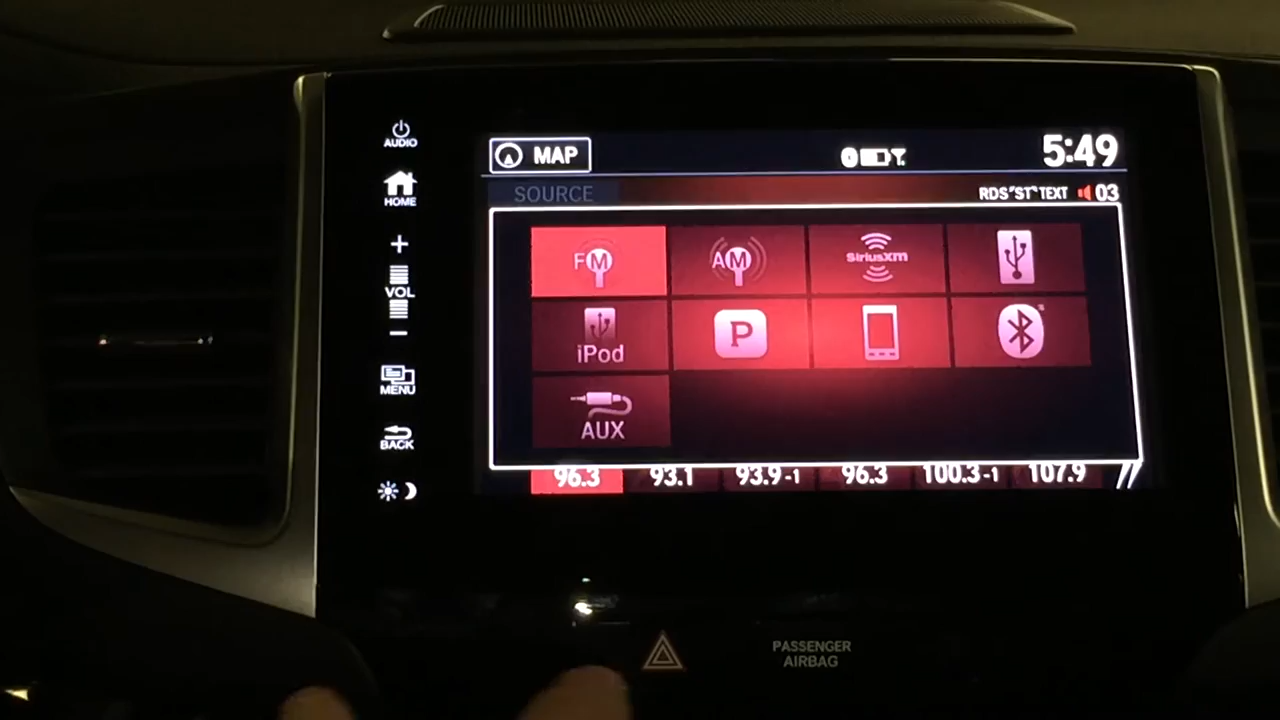 AUDIO
HOME
+
VOL
−
MENU
BACK
MAP
5:49
SOURCE
RDS ST TEXT 03
FM
AM
SiriusXM
iPod
P
AUX
96.3 93.1 93.9-1 96.3 100.3-1 107.9
PASSENGER
AIRBAG